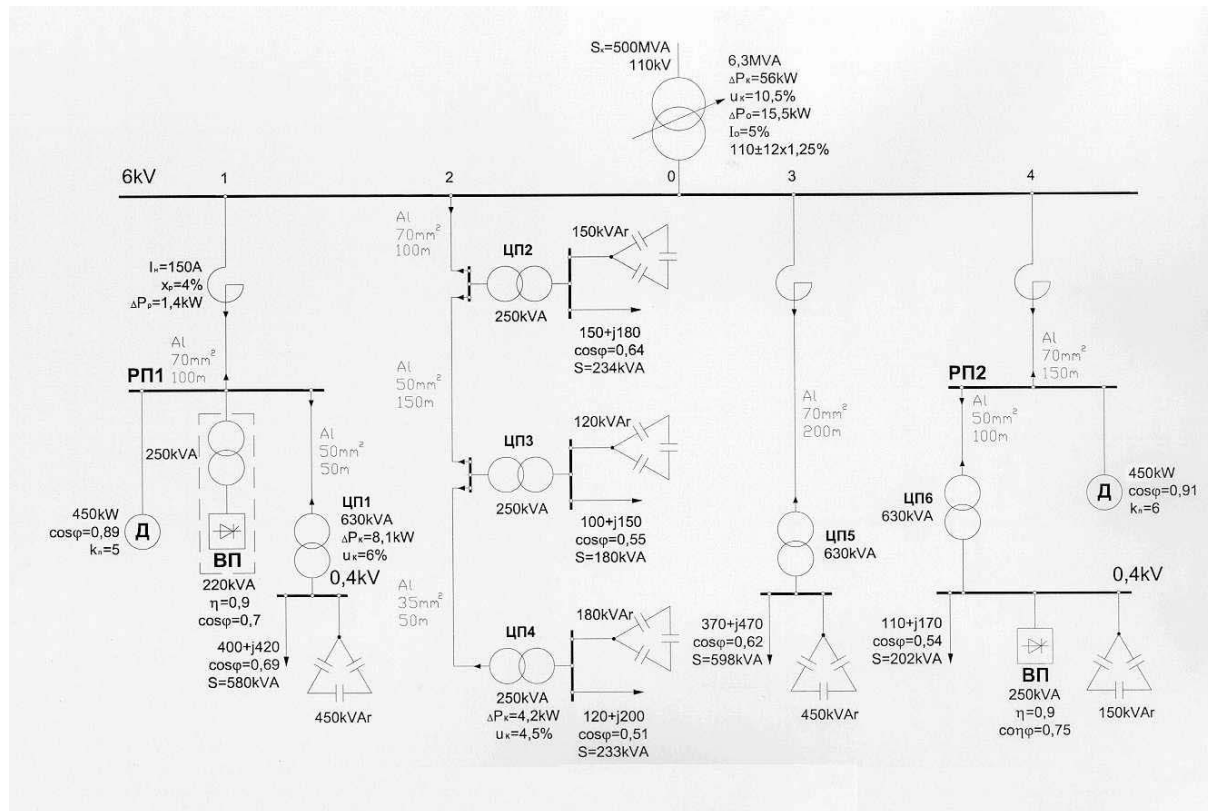 Sₖ=500MVA
110kV
6,3MVA
△Pₖ=56kW
uₖ=10,5%
△Pₒ=15,5kW
Iₒ=5%
110±12x1,25%
6kV
1
2
0
3
4
Al
70mm²
100m
Iₙ=150A
xₚ=4%
△Pₚ=1,4kW
Al
70mm²
100m
РП1
250kVA
Al
50mm²
50m
450kW
cosφ=0,89
kₙ=5
Д
ВП
220kVA
η=0,9
cosφ=0,7
ЦП1
630kVA
△Pₖ=8,1kW
uₖ=6%
0,4kV
400+j420
cosφ=0,69
S=580kVA
450kVAr
ЦП2
250kVA
150kVAr
150+j180
cosφ=0,64
S=234kVA
Al
50mm²
150m
ЦП3
250kVA
120kVAr
100+j150
cosφ=0,55
S=180kVA
Al
35mm²
50m
ЦП4
250kVA
△Pₖ=4,2kW
uₖ=4,5%
180kVAr
120+j200
cosφ=0,51
S=233kVA
Al
70mm²
200m
ЦП5
630kVA
370+j470
cosφ=0,62
S=598kVA
450kVAr
Al
70mm²
150m
РП2
Al
50mm²
100m
ЦП6
630kVA
Д
450kW
cosφ=0,91
kₙ=6
0,4kV
110+j170
cosφ=0,54
S=202kVA
ВП
250kVA
η=0,9
coηφ=0,75
150kVAr